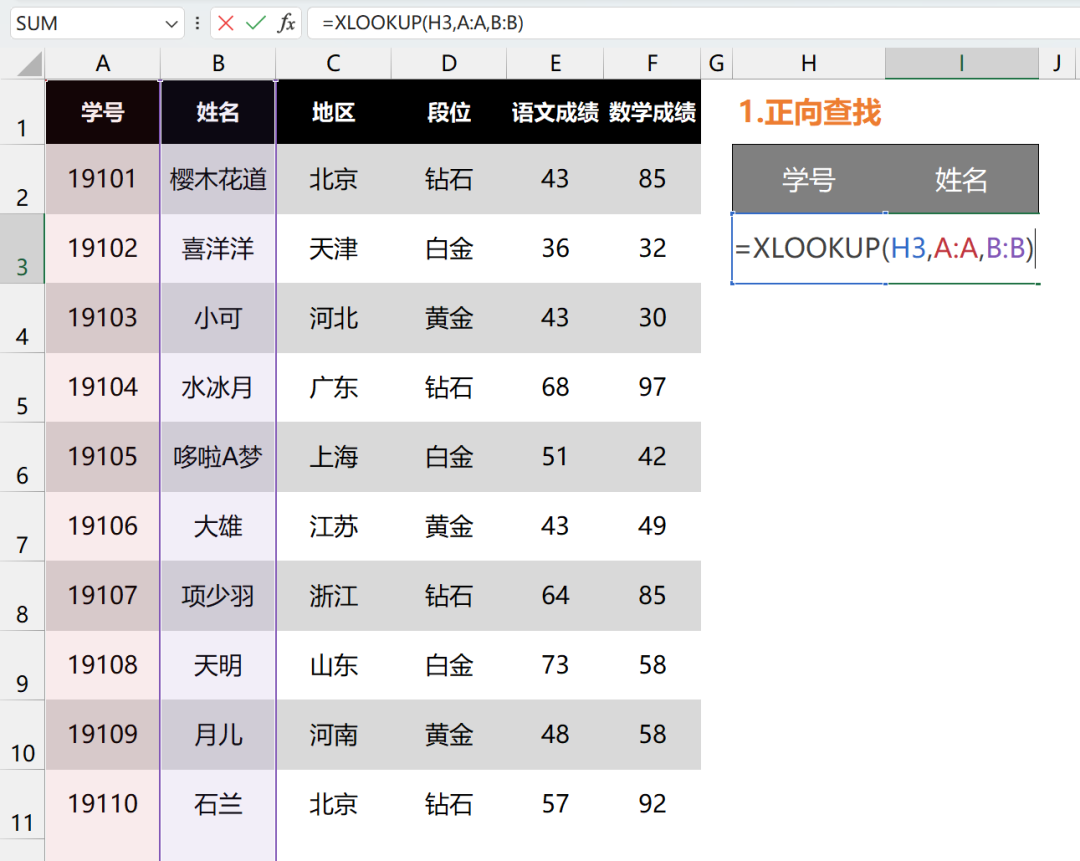 SUM fx =XLOOKUP(H3,A:A,B:B)
A B C D E F G H I J
1 学号 姓名 地区 段位 语文成绩 数学成绩 1.正向查找
2 19101 樱木花道 北京 钻石 43 85 学号 姓名
3 19102 喜洋洋 天津 白金 36 32 =XLOOKUP(H3,A:A,B:B)
4 19103 小可 河北 黄金 43 30
5 19104 水冰月 广东 钻石 68 97
6 19105 哆啦A梦 上海 白金 51 42
7 19106 大雄 江苏 黄金 43 49
8 19107 项少羽 浙江 钻石 64 85
9 19108 天明 山东 白金 73 58
10 19109 月儿 河南 黄金 48 58
11 19110 石兰 北京 钻石 57 92